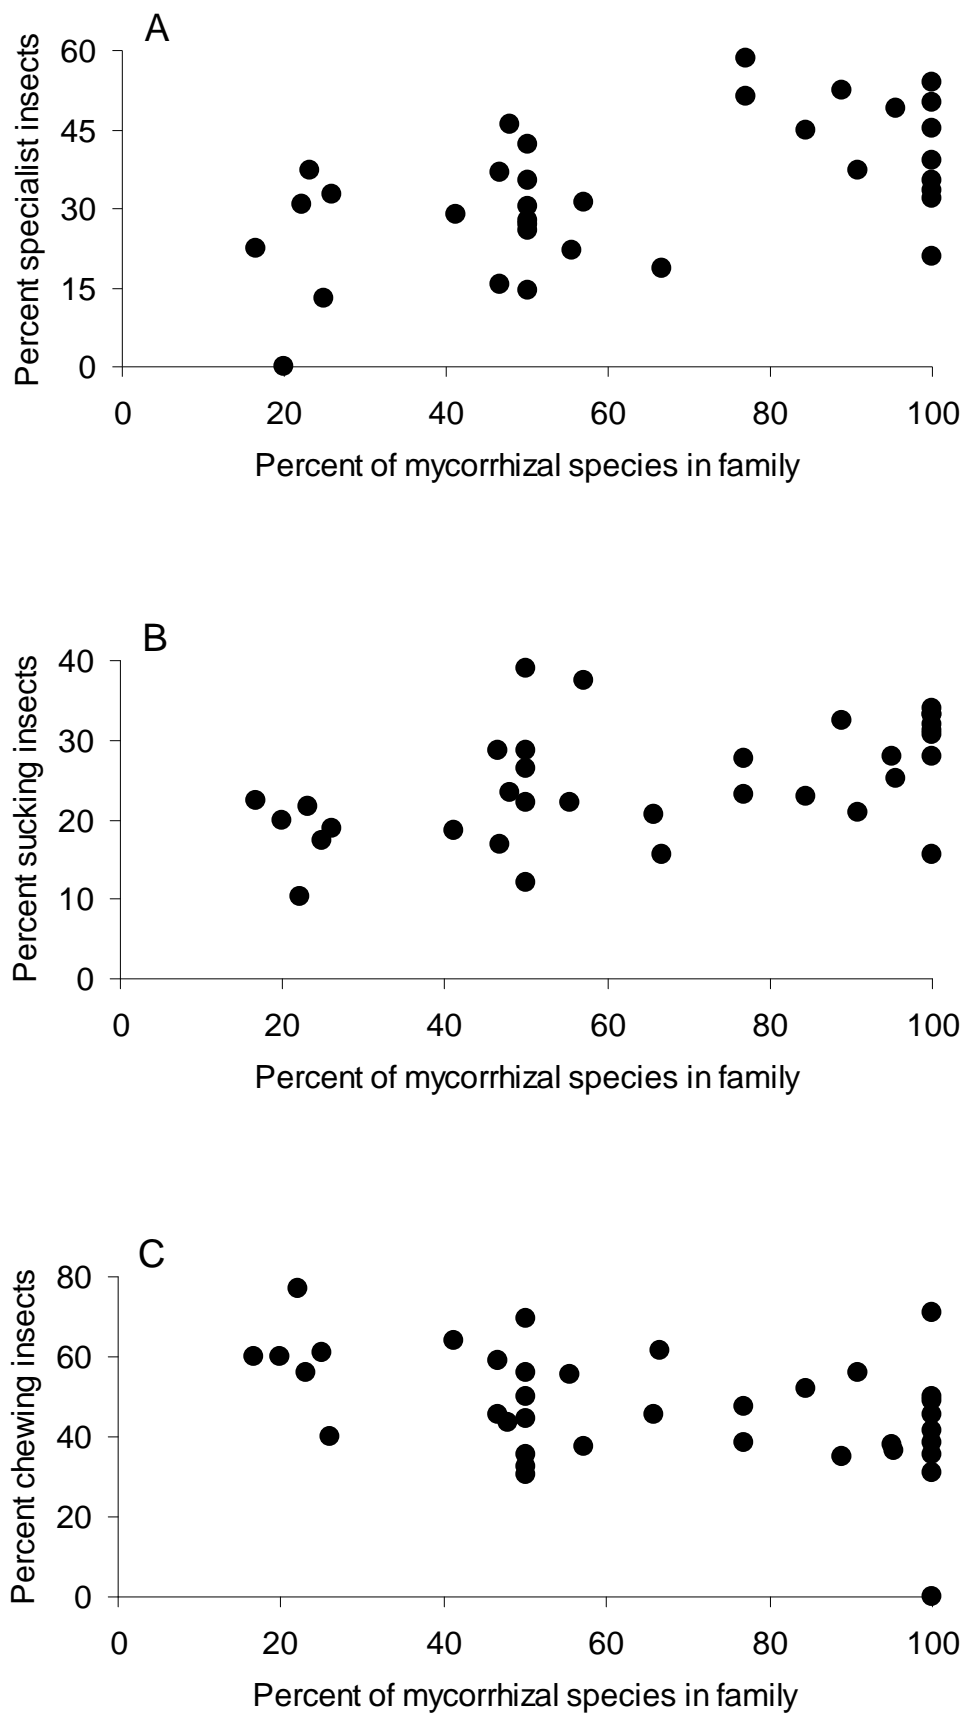 A
Percent specialist insects
60
45
30
15
0
0 20 40 60 80 100
Percent of mycorrhizal species in family
B
Percent sucking insects
40
30
20
10
0
0 20 40 60 80 100
Percent of mycorrhizal species in family
C
Percent chewing insects
80
60
40
20
0
0 20 40 60 80 100
Percent of mycorrhizal species in family